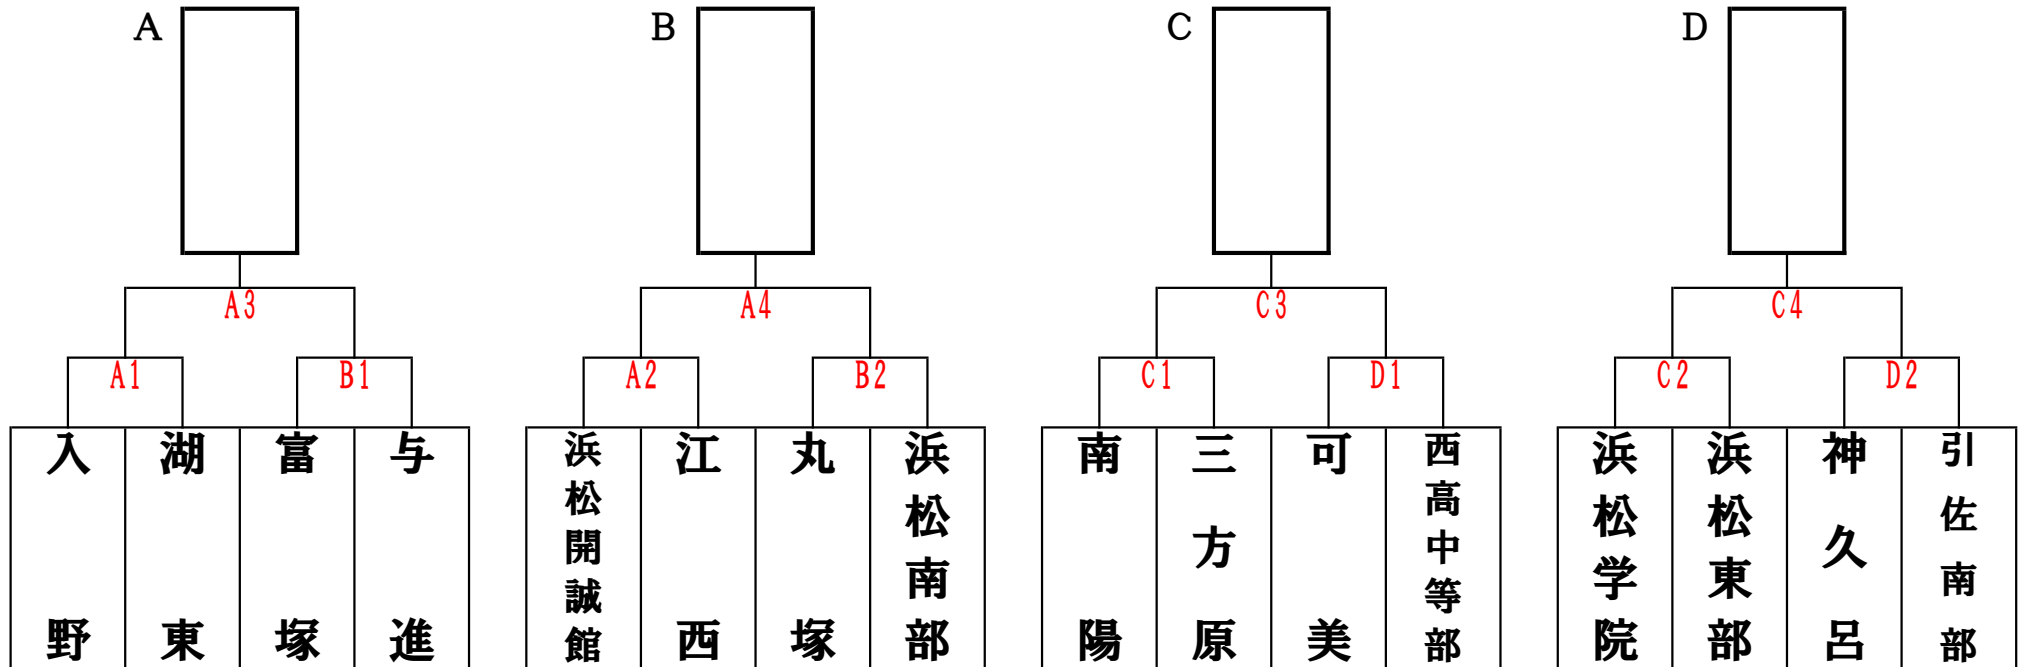 A
B
C
D
A3
A4
C3
C4
A1
B1
A2
B2
C1
D1
C2
D2
入野
湖東
富塚
与進
浜松開誠館
江西
丸塚
浜松南部
南陽
三方原
可美
西高中等部
浜松学院
浜松東部
神久呂
引佐南部